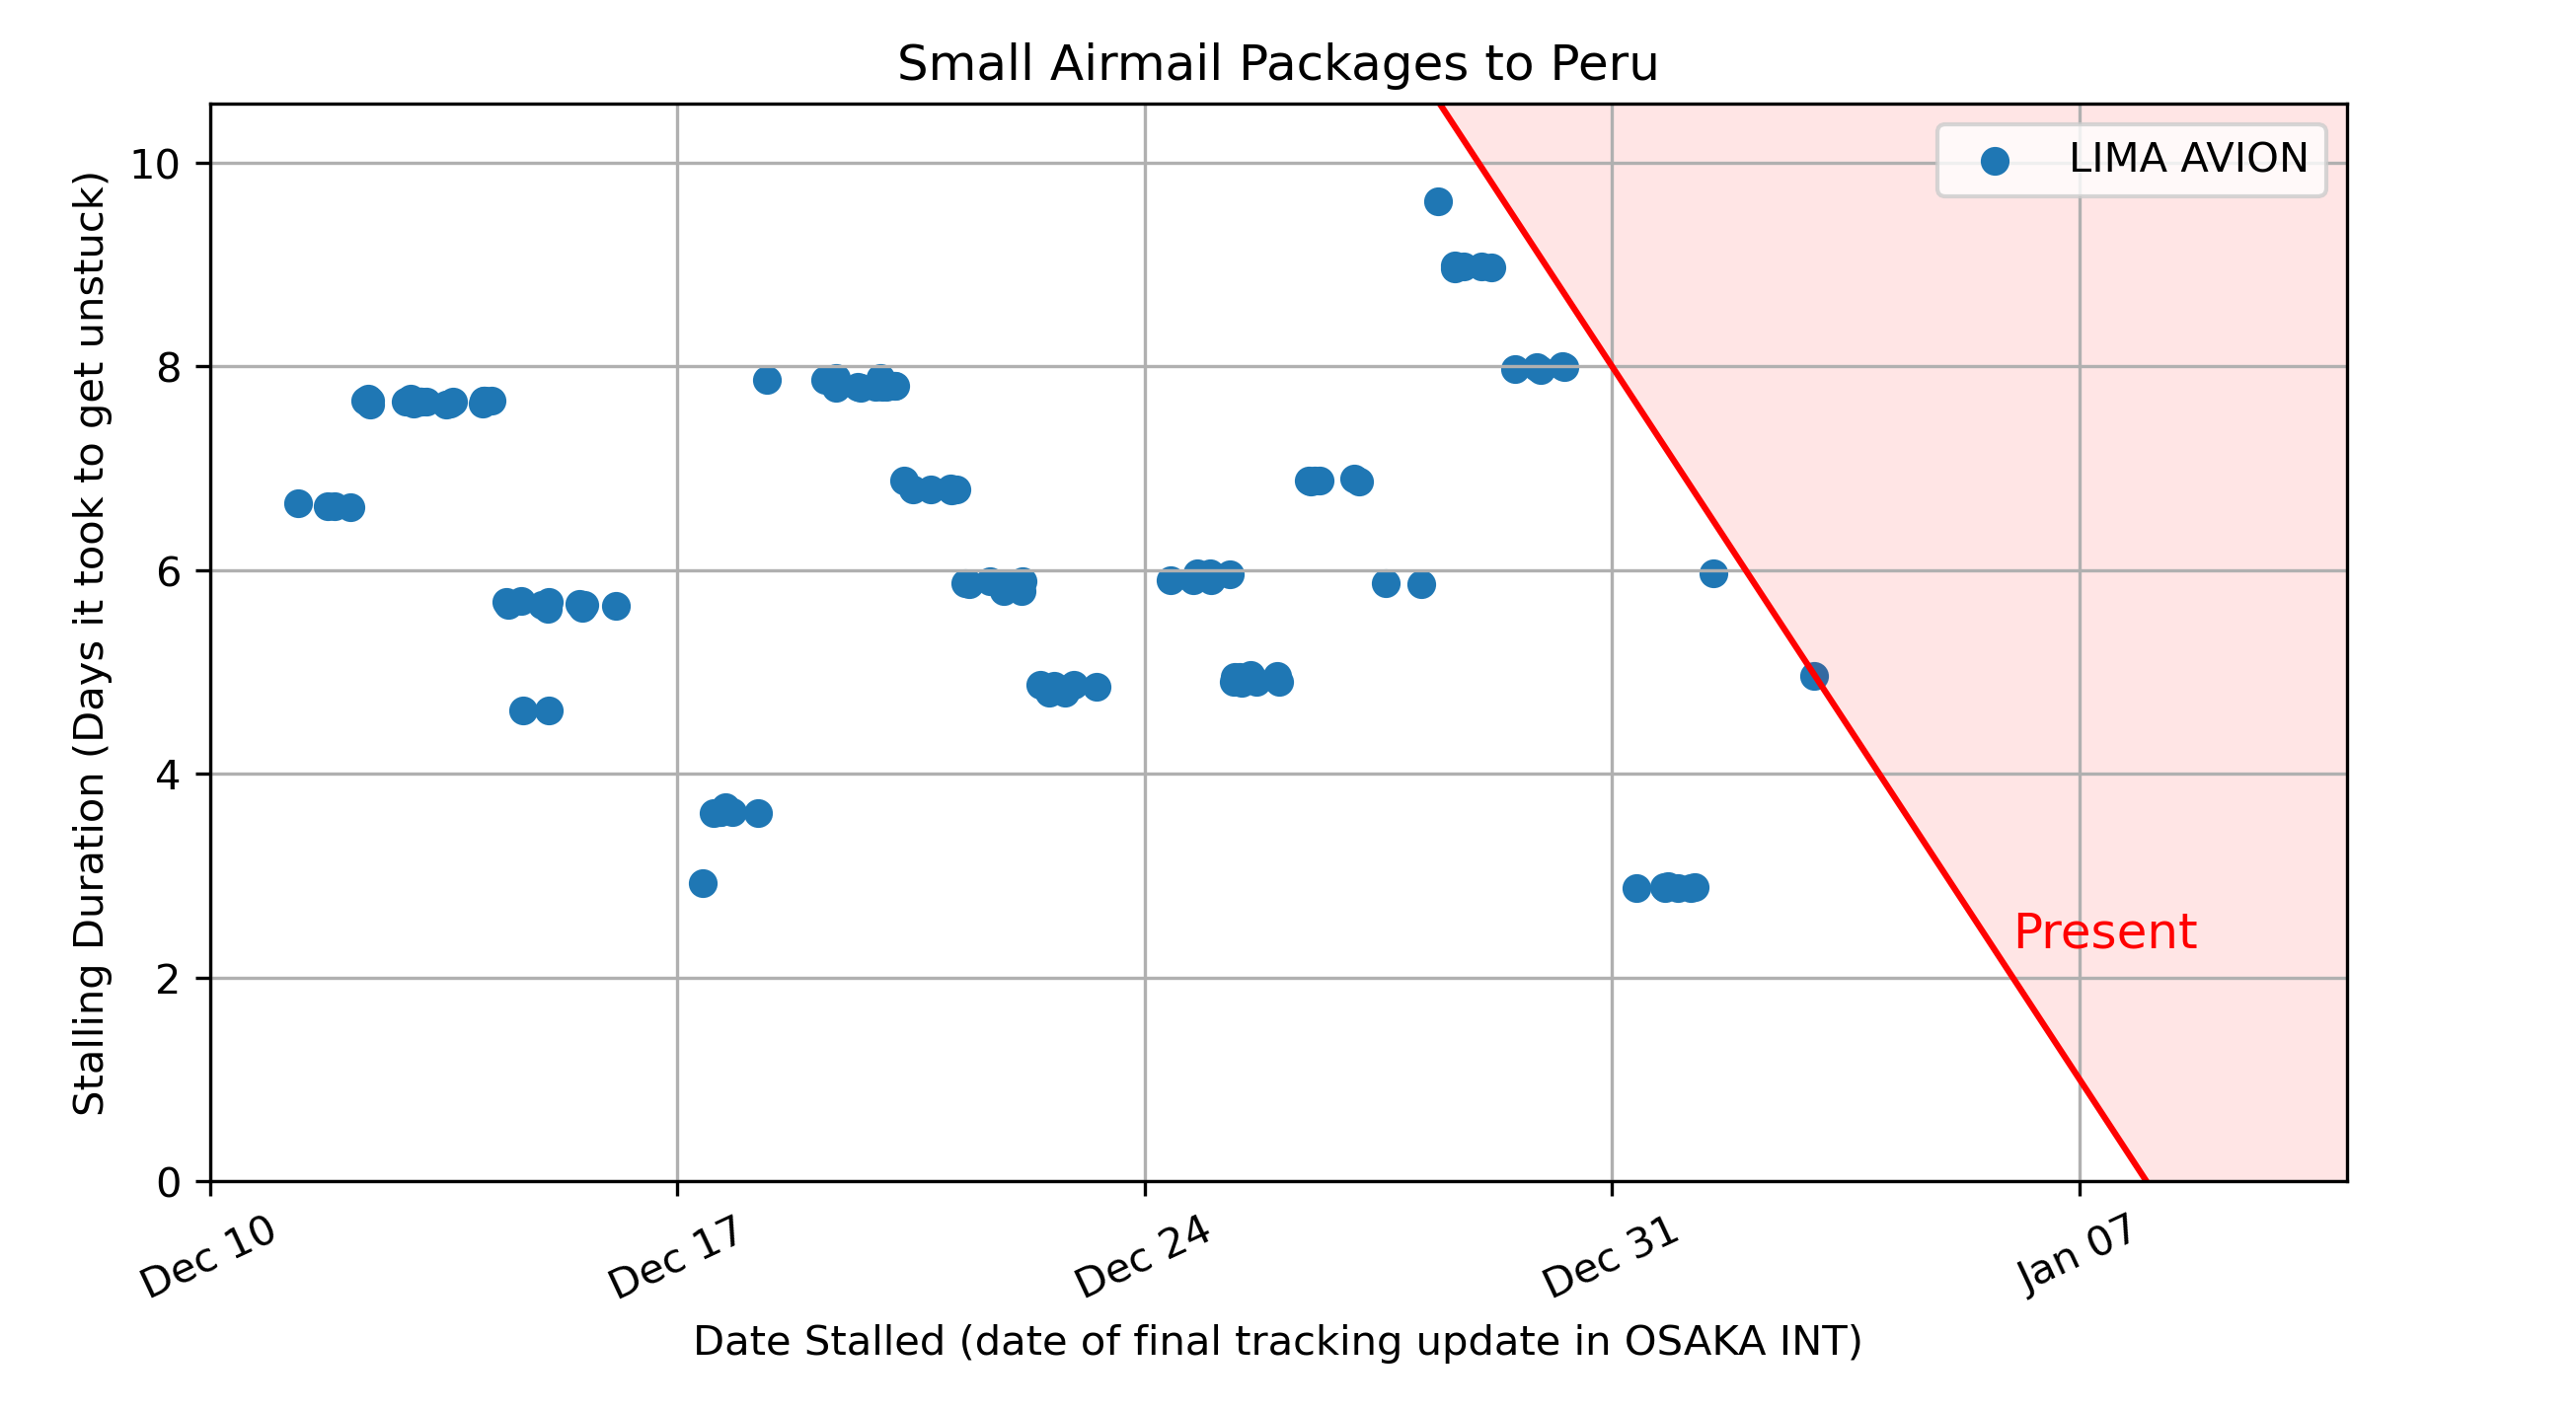 Small Airmail Packages to Peru
Stalling Duration (Days it took to get unstuck)
10
8
6
4
2
0
LIMA AVION
Present
Dec 10
Dec 17
Dec 24
Dec 31
Jan 07
Date Stalled (date of final tracking update in OSAKA INT)